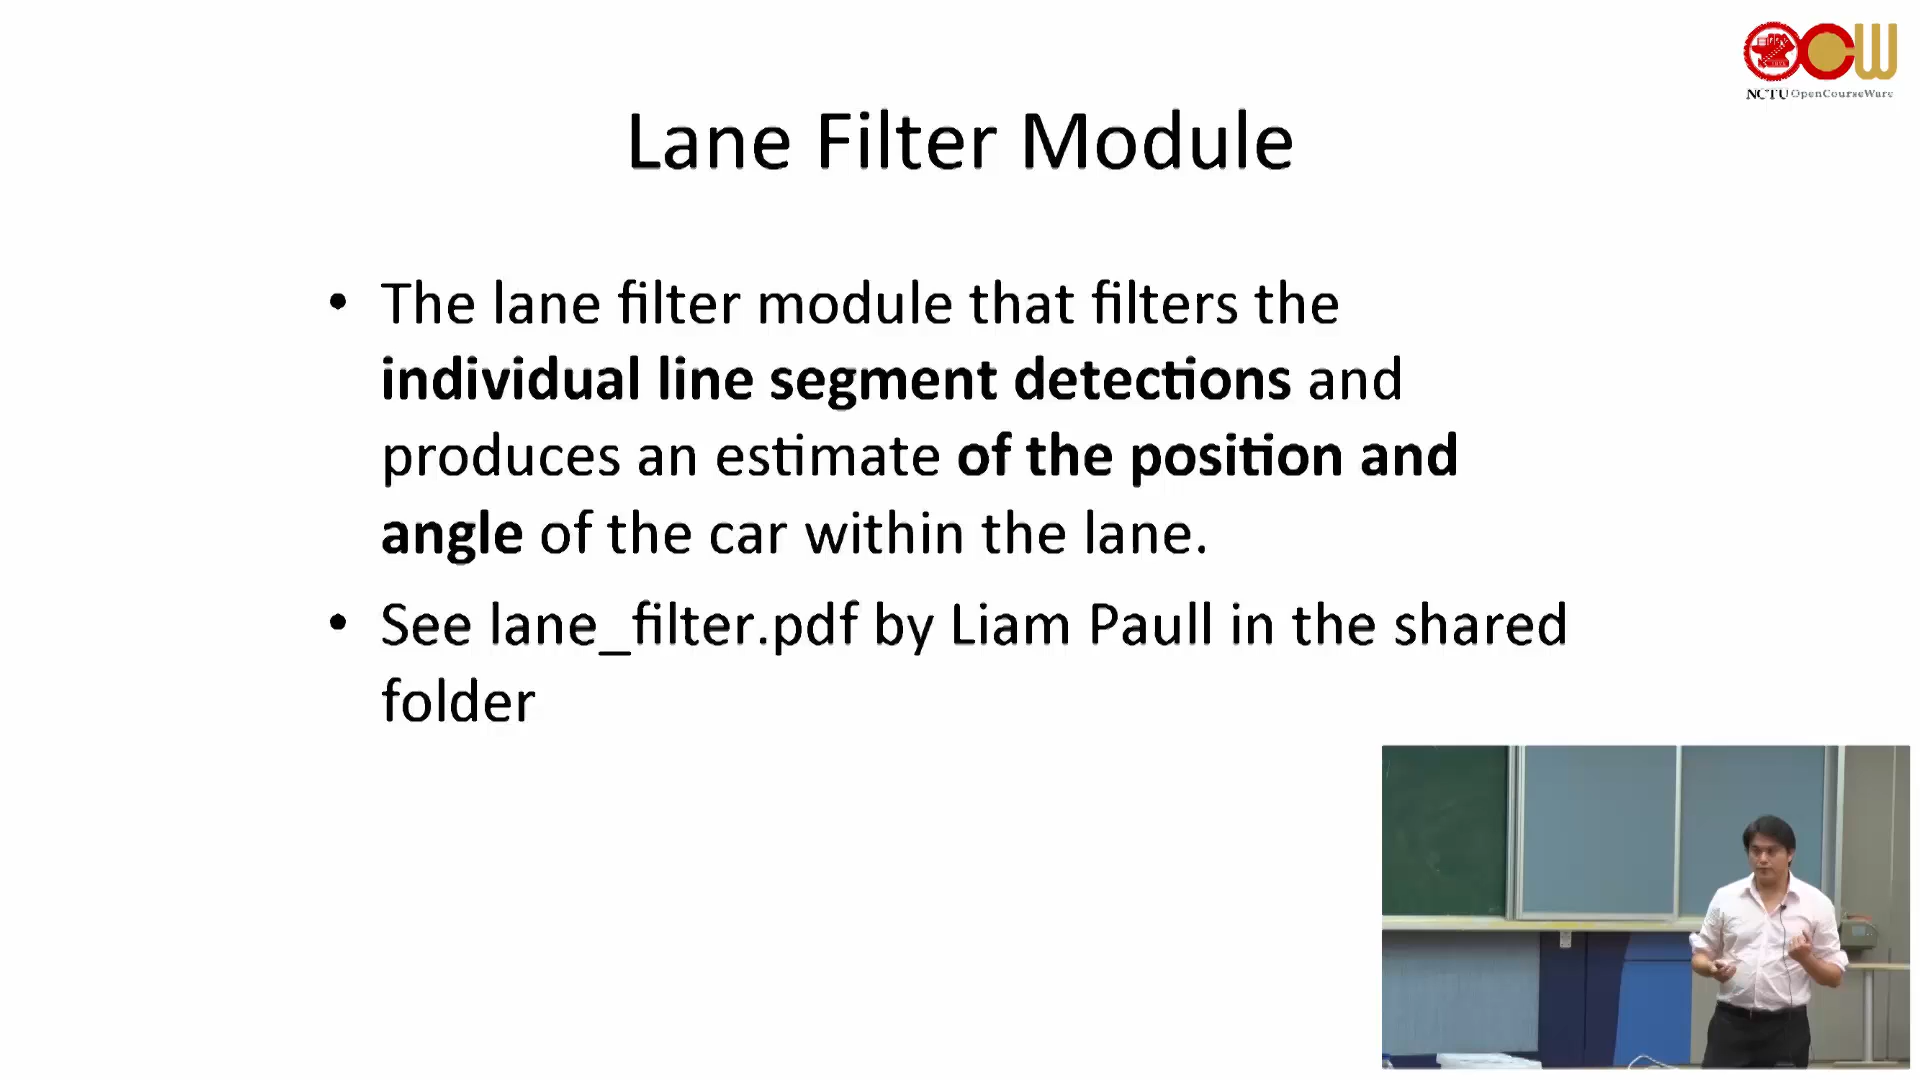 NCTU OpenCourseWare
Lane Filter Module
• The lane filter module that filters the
individual line segment detections and
produces an estimate of the position and
angle of the car within the lane.
• See lane_filter.pdf by Liam Paull in the shared
folder